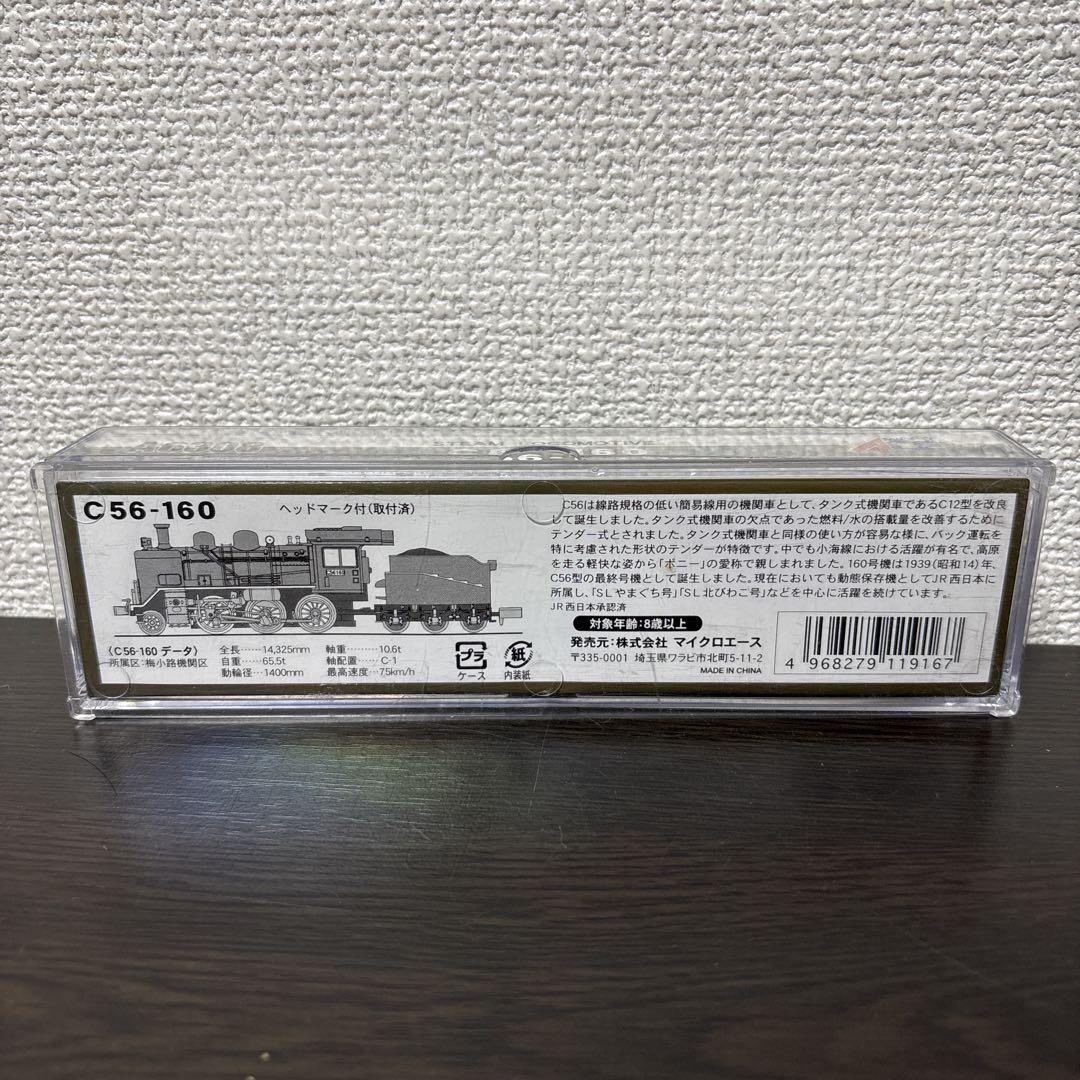 STEAM LOCOMOTIVE
C56-160
C56-160
ヘッドマーク付(取付済)
C56160
〈C56-160 データ〉
所属区:梅小路機関区
全長…14,325mm
自重…65.5t
動輪径…1400mm
軸重…10.6t
軸配置…C-1
最高速度…75km/h
プラ
ケース
紙
内装紙
C56は線路規格の低い簡易線用の機関車として、タンク式機関車であるC12型を改良
して誕生しました。タンク式機関車の欠点であった燃料/水の搭載量を改善するために
テンダー式とされました。タンク式機関車と同様の使い方が容易な様に、バック運転を
特に考慮された形状のテンダーが特徴です。中でも小海線における活躍が有名で、高原
を走る軽快な姿から「ポニー」の愛称で親しまれました。160号機は1939(昭和14)年、
C56型の最終号機として誕生しました。現在においても動態保存機としてJR西日本に
所属し、「SLやまぐち号」「SL北びわこ号」などを中心に活躍を続けています。
JR西日本承認済
対象年齢:8歳以上
発売元:株式会社 マイクロエース
〒335-0001 埼玉県ワラビ市北町5-11-2
MADE IN CHINA
4 968279 119167